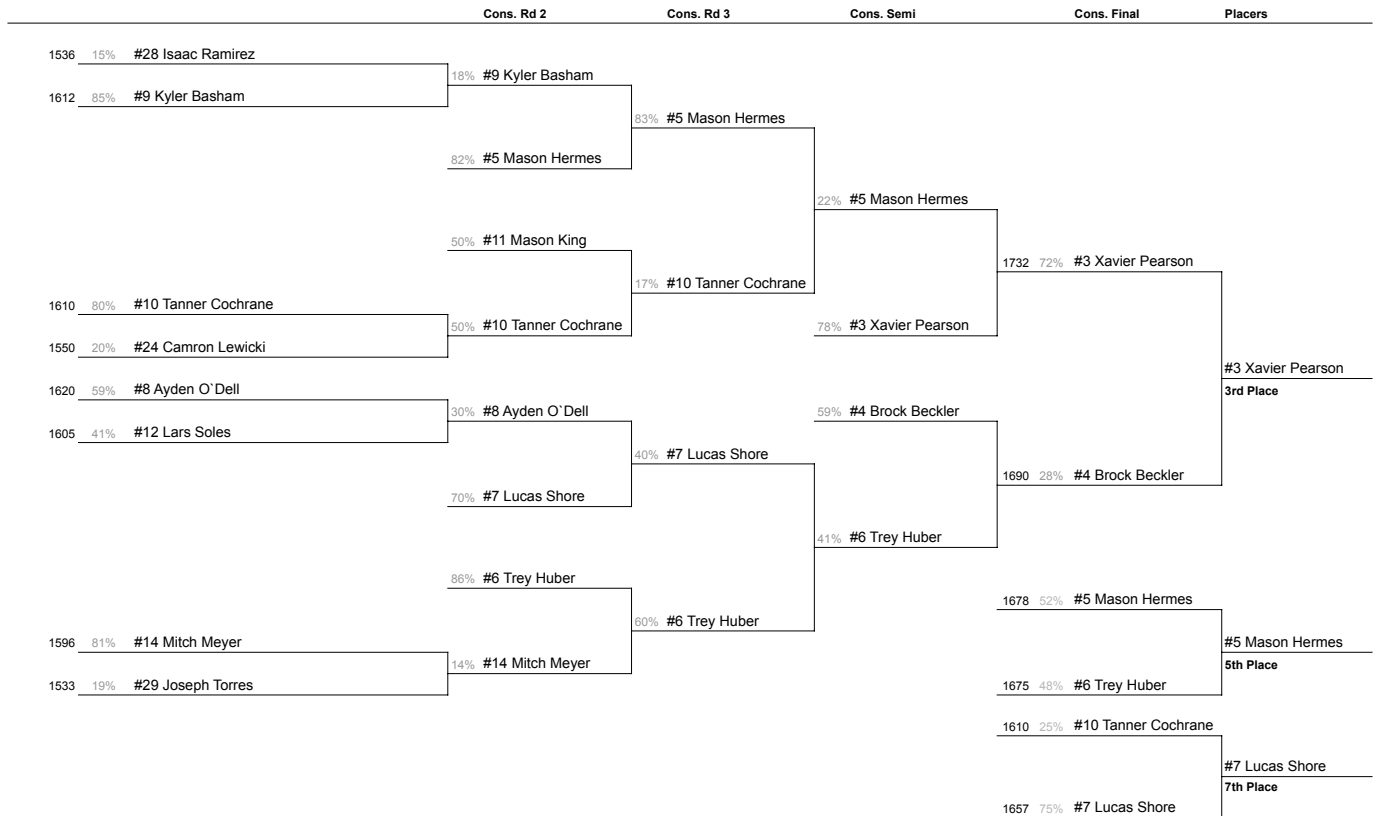 Cons. Rd 2 Cons. Rd 3 Cons. Semi Cons. Final Placers
1536 15% #28 Isaac Ramirez
18% #9 Kyler Basham
1612 85% #9 Kyler Basham
83% #5 Mason Hermes
82% #5 Mason Hermes
22% #5 Mason Hermes
50% #11 Mason King
1732 72% #3 Xavier Pearson
17% #10 Tanner Cochrane
1610 80% #10 Tanner Cochrane
50% #10 Tanner Cochrane
78% #3 Xavier Pearson
1550 20% #24 Camron Lewicki
#3 Xavier Pearson
1620 59% #8 Ayden O`Dell
3rd Place
30% #8 Ayden O`Dell
59% #4 Brock Beckler
1605 41% #12 Lars Soles
40% #7 Lucas Shore
1690 28% #4 Brock Beckler
70% #7 Lucas Shore
41% #6 Trey Huber
86% #6 Trey Huber
1678 52% #5 Mason Hermes
60% #6 Trey Huber
1596 81% #14 Mitch Meyer
#5 Mason Hermes
14% #14 Mitch Meyer
5th Place
1533 19% #29 Joseph Torres
1675 48% #6 Trey Huber
1610 25% #10 Tanner Cochrane
#7 Lucas Shore
7th Place
1657 75% #7 Lucas Shore